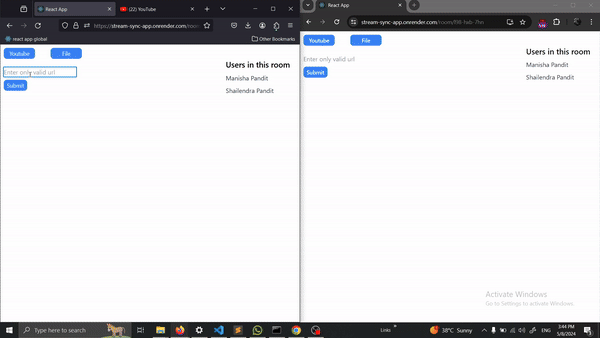 React App
(22) YouTube
https://stream-sync-app.onrender.com/room
react app global
Other Bookmarks
Youtube
File
Enter only valid url
Submit
Users in this room
Manisha Pandit
Shailendra Pandit
React App
stream-sync-app.onrender.com/room/
Youtube
File
Enter only valid url
Submit
Users in this room
Manisha Pandit
Shailendra Pandit
Activate Windows
Go to Settings to activate Windows.
Type here to search
Links
38°C Sunny
ENG
3:44 PM
5/8/2024